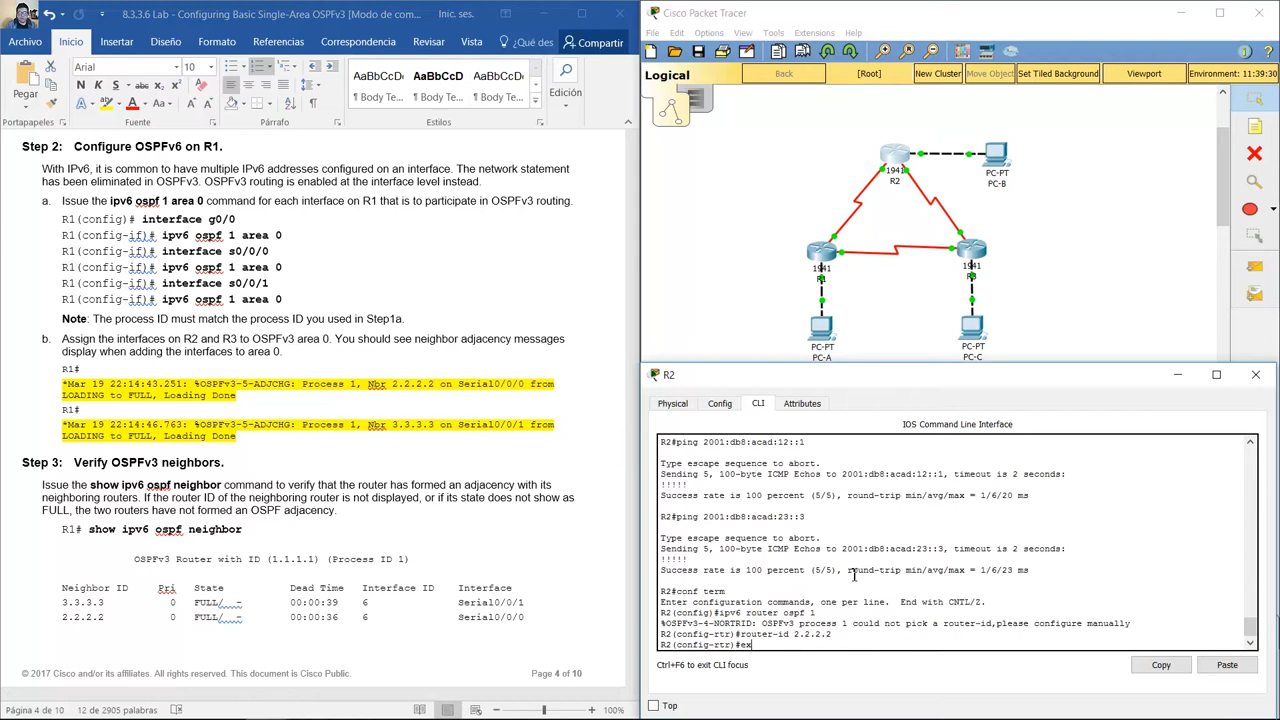 8.3.3.6 Lab - Configuring Basic Single-Area OSPFv3 [Modo de com...
Inic. ses.
Archivo Inicio Insertar Diseño Formato Referencias Correspondencia Revisar Vista ¿Qué des Compartir
Arial 10
Pegar
N K S abc x₂ x²
AaBbCcD AaBbCcD AaBbCcD
¶ Body Te... ¶ Body Te... ¶ Body Te...
Edición
Portapapeles Fuente Párrafo Estilos
Step 2: Configure OSPFv6 on R1.
With IPv6, it is common to have multiple IPv6 addresses configured on an interface. The network statement
has been eliminated in OSPFv3. OSPFv3 routing is enabled at the interface level instead.
a. Issue the ipv6 ospf 1 area 0 command for each interface on R1 that is to participate in OSPFv3 routing.
R1(config)# interface g0/0
R1(config-if)# ipv6 ospf 1 area 0
R1(config-if)# interface s0/0/0
R1(config-if)# ipv6 ospf 1 area 0
R1(config-if)# interface s0/0/1
R1(config-if)# ipv6 ospf 1 area 0
Note: The process ID must match the process ID you used in Step1a.
b. Assign the interfaces on R2 and R3 to OSPFv3 area 0. You should see neighbor adjacency messages
display when adding the interfaces to area 0.
R1#
*Mar 19 22:14:43.251: %OSPFv3-5-ADJCHG: Process 1, Nbr 2.2.2.2 on Serial0/0/0 from
LOADING to FULL, Loading Done
R1#
*Mar 19 22:14:46.763: %OSPFv3-5-ADJCHG: Process 1, Nbr 3.3.3.3 on Serial0/0/1 from
LOADING to FULL, Loading Done
Step 3: Verify OSPFv3 neighbors.
Issue the show ipv6 ospf neighbor command to verify that the router has formed an adjacency with its
neighboring routers. If the router ID of the neighboring router is not displayed, or if its state does not show as
FULL, the two routers have not formed an OSPF adjacency.
R1# show ipv6 ospf neighbor
OSPFv3 Router with ID (1.1.1.1) (Process ID 1)
Neighbor ID Pri State Dead Time Interface ID Interface
3.3.3.3 0 FULL/ - 00:00:39 6 Serial0/0/1
2.2.2.2 0 FULL/ - 00:00:36 6 Serial0/0/0
© 2017 Cisco and/or its affiliates. All rights reserved. This document is Cisco Public. Page 4 of 10
Página 4 de 10 12 de 2905 palabras 100%
Cisco Packet Tracer
File Edit Options View Tools Extensions Help
Logical Back [Root] New Cluster Move Object Set Tiled Background Viewport Environment: 11:39:30
1941
R2
PC-PT
PC-B
1941
R1
1941
R3
PC-PT
PC-A
PC-PT
PC-C
R2
Physical Config CLI Attributes
IOS Command Line Interface
R2#ping 2001:db8:acad:12::1
Type escape sequence to abort.
Sending 5, 100-byte ICMP Echos to 2001:db8:acad:12::1, timeout is 2 seconds:
!!!!!
Success rate is 100 percent (5/5), round-trip min/avg/max = 1/6/20 ms
R2#ping 2001:db8:acad:23::3
Type escape sequence to abort.
Sending 5, 100-byte ICMP Echos to 2001:db8:acad:23::3, timeout is 2 seconds:
!!!!!
Success rate is 100 percent (5/5), round-trip min/avg/max = 1/6/23 ms
R2#conf term
Enter configuration commands, one per line. End with CNTL/Z.
R2(config)#ipv6 router ospf 1
%OSPFv3-4-NORTRID: OSPFv3 process 1 could not pick a router-id,please configure manually
R2(config-rtr)#router-id 2.2.2.2
R2(config-rtr)#ex
Ctrl+F6 to exit CLI focus
Copy Paste
Top